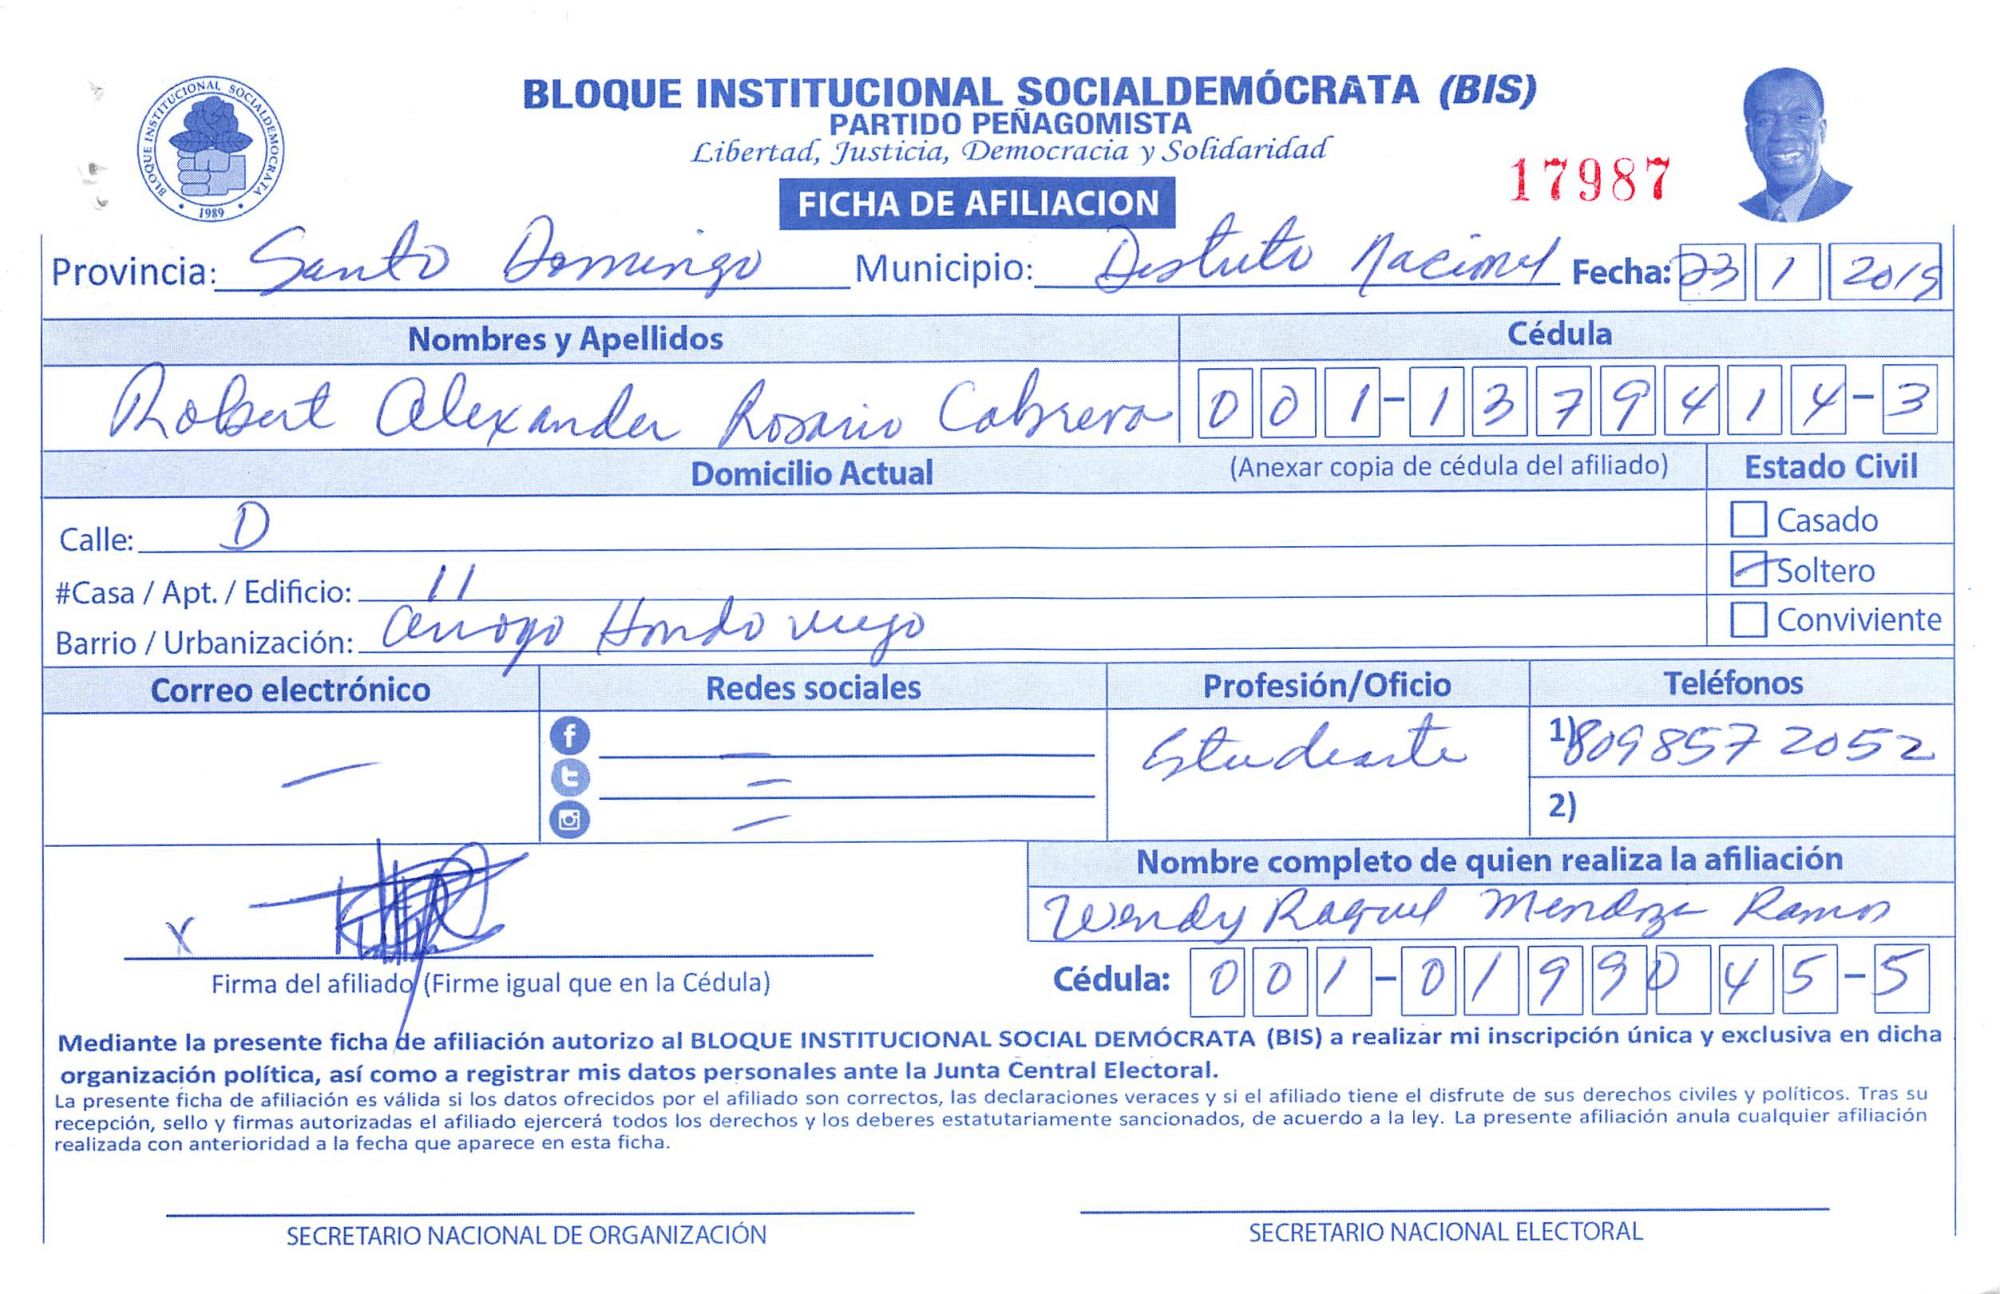 BLOQUE INSTITUCIONAL SOCIALDEMÓCRATA (BIS)
PARTIDO PEÑAGOMISTA
Libertad, Justicia, Democracia y Solidaridad
BLOQUE INSTITUCIONAL SOCIALDEMOCRATA
1989
17987
FICHA DE AFILIACION
Provincia: Santo Domingo Municipio: Distrito Nacional Fecha: 23 1 2019
Nombres y Apellidos Cédula
Robert Alexander Rosario Cabrera 001-1379414-3
Domicilio Actual (Anexar copia de cédula del afiliado) Estado Civil
Calle: D Casado
#Casa / Apt. / Edificio: 11 Soltero
Barrio / Urbanización: Arroyo Hondo viejo Conviviente
Correo electrónico Redes sociales Profesión/Oficio Teléfonos
— — Estudiante 1) 809 857 2052
—
— 2)
Nombre completo de quien realiza la afiliación
Wendy Raquel Mendoza Ramos
X
Firma del afiliado (Firme igual que en la Cédula) Cédula: 001-0199045-5
Mediante la presente ficha de afiliación autorizo al BLOQUE INSTITUCIONAL SOCIAL DEMÓCRATA (BIS) a realizar mi inscripción única y exclusiva en dicha
organización política, así como a registrar mis datos personales ante la Junta Central Electoral.
La presente ficha de afiliación es válida si los datos ofrecidos por el afiliado son correctos, las declaraciones veraces y si el afiliado tiene el disfrute de sus derechos civiles y políticos. Tras su
recepción, sello y firmas autorizadas el afiliado ejercerá todos los derechos y los deberes estatutariamente sancionados, de acuerdo a la ley. La presente afiliación anula cualquier afiliación
realizada con anterioridad a la fecha que aparece en esta ficha.
SECRETARIO NACIONAL DE ORGANIZACIÓN SECRETARIO NACIONAL ELECTORAL